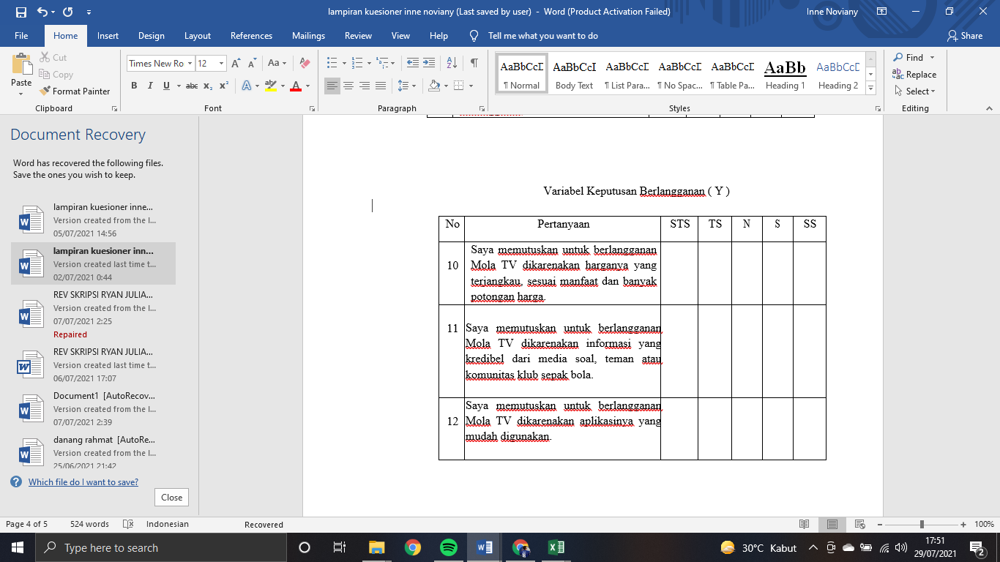 lampiran kuesioner inne noviany (Last saved by user) - Word (Product Activation Failed)
Inne Noviany
File Home Insert Design Layout References Mailings Review View Help Tell me what you want to do
Share
Paste
Cut
Copy
Format Painter
Clipboard
Times New Ro 12
Aa
B I U abc x₂ x²
A A
Font
Paragraph
AaBbCcI AaBbCcI AaBbCcI AaBbCcI AaBbCcI AaBb AaBbCcI
¶ Normal Body Text ¶ List Para... ¶ No Spac... ¶ Table Pa... Heading 1 Heading 2
Styles
Find
Replace
Select
Editing
Document Recovery
Word has recovered the following files.
Save the ones you wish to keep.
lampiran kuesioner inne...
Version created from the l...
05/07/2021 14:56
lampiran kuesioner inn...
Version created last time t...
02/07/2021 0:44
REV SKRIPSI RYAN JULIA...
Version created from the l...
07/07/2021 2:25
Repaired
REV SKRIPSI RYAN JULIA...
Version created last time t...
06/07/2021 17:07
Document1 [AutoRecov...
Version created from the l...
07/07/2021 2:39
danang rahmat [AutoRe...
Version created from the l...
25/06/2021 21:42
Which file do I want to save?
Close
Variabel Keputusan Berlangganan ( Y )
No Pertanyaan STS TS N S SS
10
Saya memutuskan untuk berlangganan
Mola TV dikarenakan harganya yang
terjangkau, sesuai manfaat dan banyak
potongan harga.
11
Saya memutuskan untuk berlangganan
Mola TV dikarenakan informasi yang
kredibel dari media soal, teman atau
komunitas klub sepak bola.
12
Saya memutuskan untuk berlangganan
Mola TV dikarenakan aplikasinya yang
mudah digunakan.
Page 4 of 5 524 words Indonesian Recovered
100%
Type here to search
30°C Kabut
17:51
29/07/2021
2